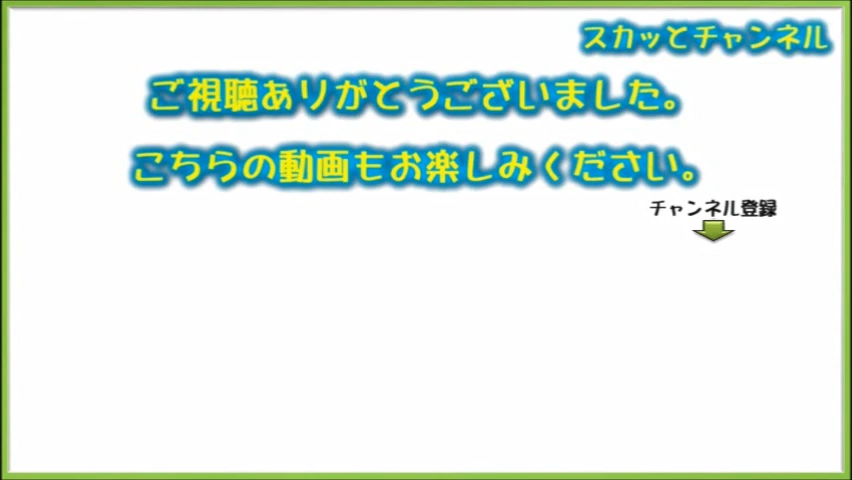 スカッとチャンネル
ご視聴ありがとうございました。
こちらの動画もお楽しみください。
チャンネル登録